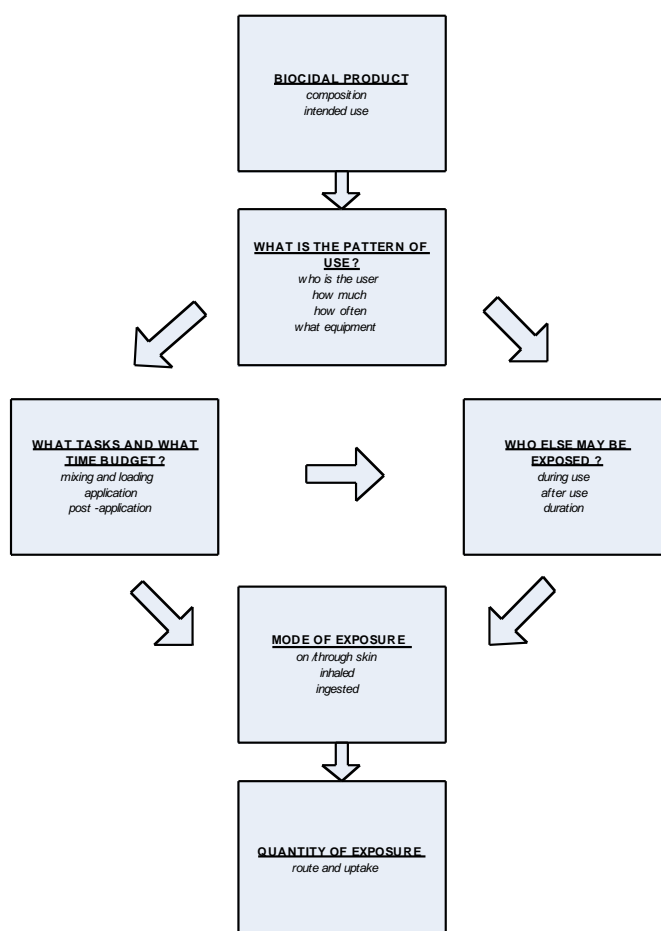 BIOCIDAL PRODUCT
composition
intended use
WHAT IS THE PATTERN OF
USE?
who is the user
how much
how often
what equipment
WHAT TASKS AND WHAT
TIME BUDGET?
mixing and loading
application
post -application
WHO ELSE MAY BE
EXPOSED ?
during use
after use
duration
MODE OF EXPOSURE
on /through skin
inhaled
ingested
QUANTITY OF EXPOSURE
route and uptake